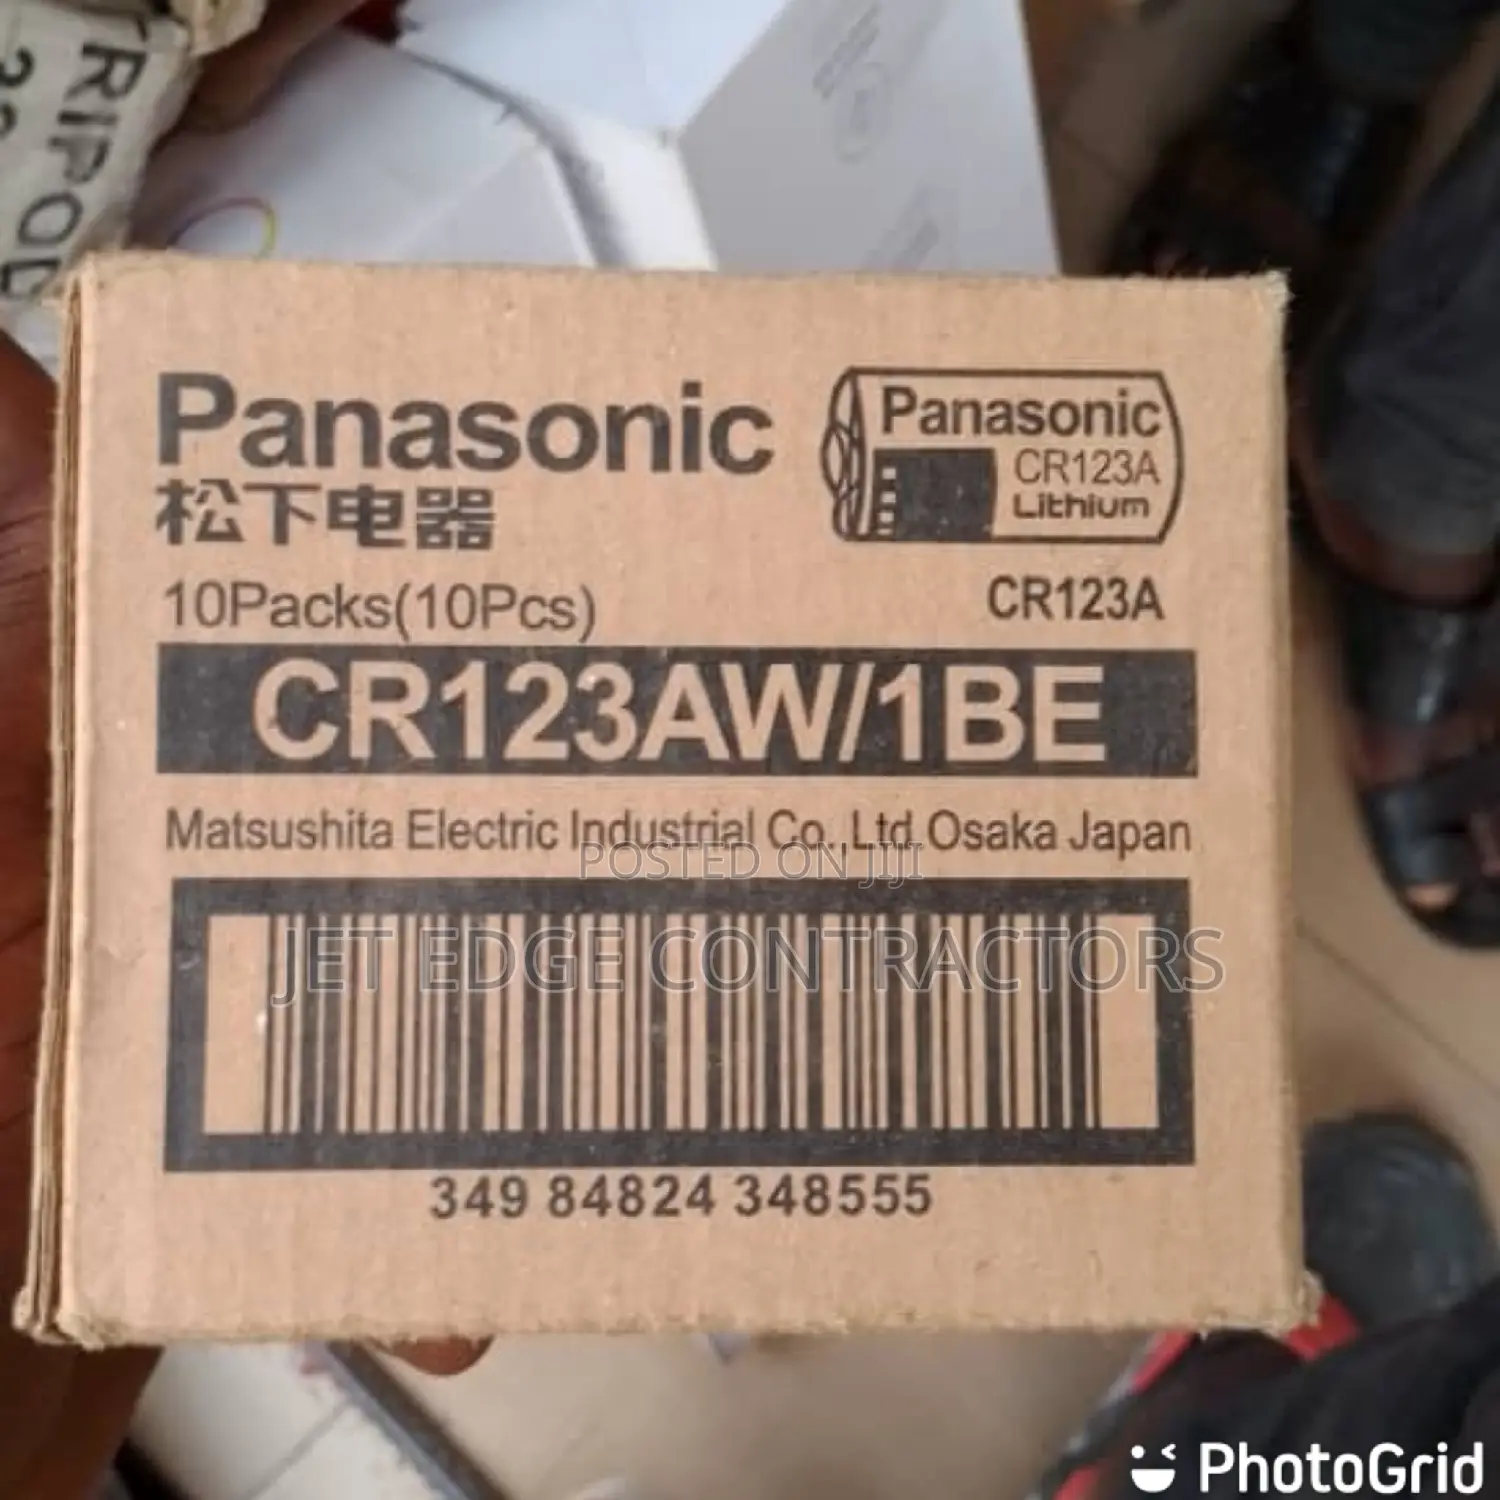 TRIPOD
Panasonic
松下电器
10Packs(10Pcs)
Panasonic
CR123A
Lithium
CR123A
CR123AW/1BE
Matsushita Electric Industrial Co.,Ltd.Osaka Japan
POSTED ON JIJI
JET EDGE CONTRACTORS
349 84824 348555
PhotoGrid